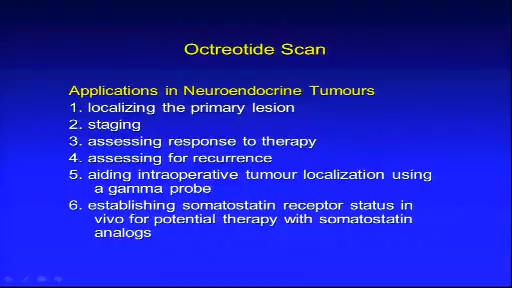 Octreotide Scan
Applications in Neuroendocrine Tumours
1. localizing the primary lesion
2. staging
3. assessing response to therapy
4. assessing for recurrence
5. aiding intraoperative tumour localization using
a gamma probe
6. establishing somatostatin receptor status in
vivo for potential therapy with somatostatin
analogs